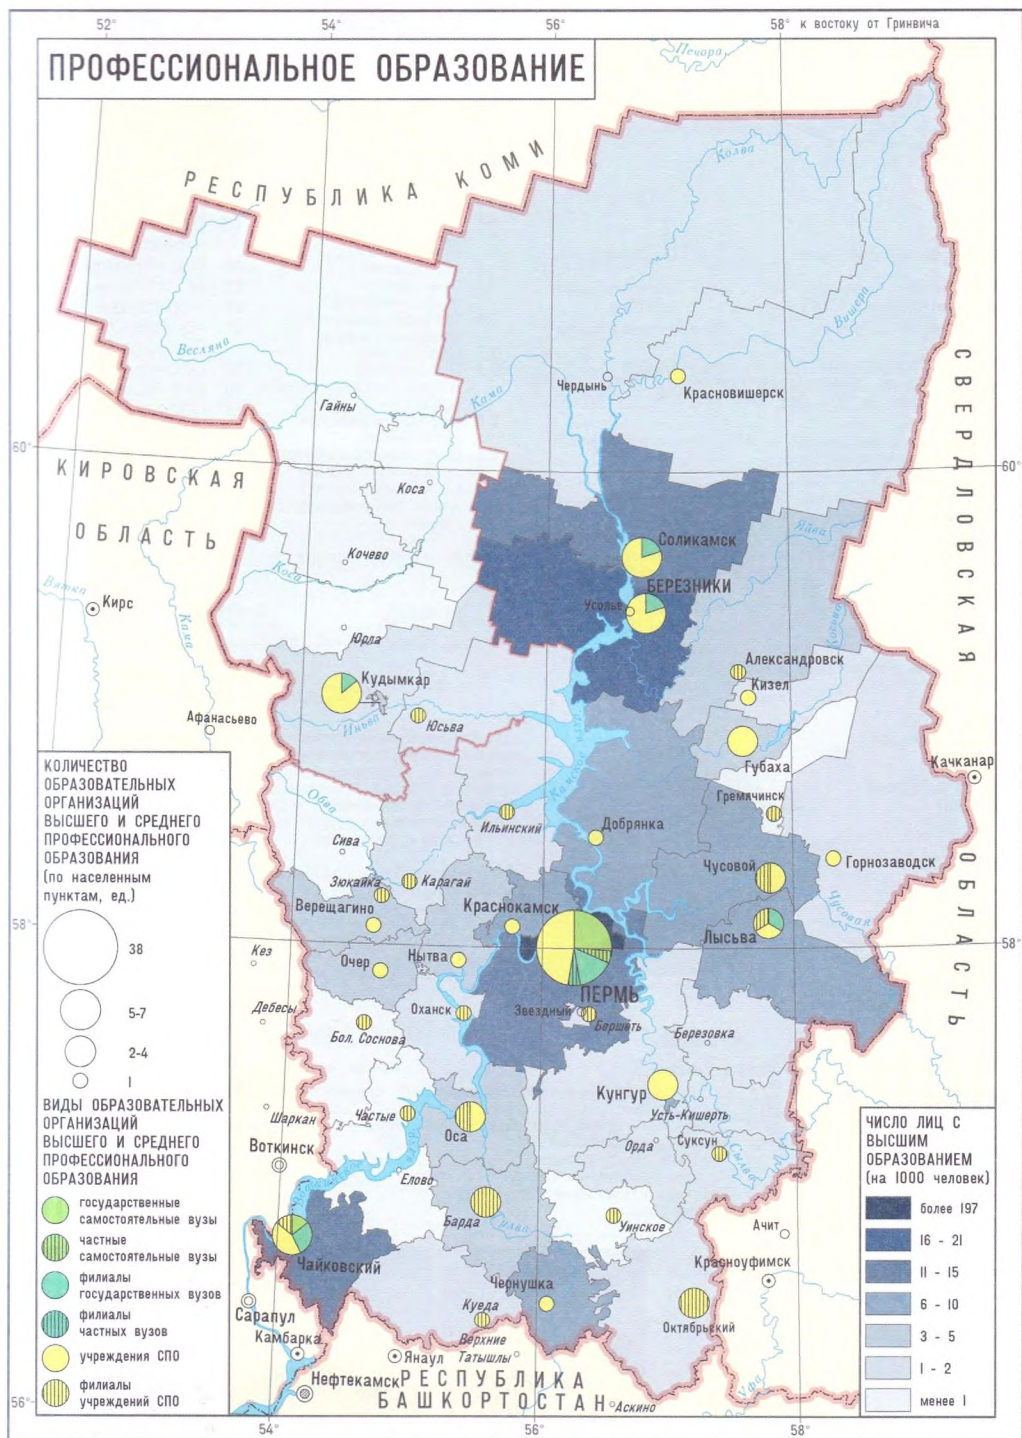 52°
54°
56°
58° к востоку от Гринвича
ПРОФЕССИОНАЛЬНОЕ ОБРАЗОВАНИЕ
Печора
РЕСПУБЛИКА КОМИ
Колва
Вишера
Весляна
Кама
Чердынь
Красновишерск
Гайны
СВЕРДЛОВСКАЯ ОБЛАСТЬ
60°
60°
КИРОВСКАЯ
ОБЛАСТЬ
Коса
Кочево
Коса
Соликамск
Яйва
БЕРЕЗНИКИ
Вятка
Кирс
Усолье
Косьва
Кама
Юрла
Александровск
Кизел
Кудымкар
Афанасьево
Иньва
Юсьва
Губаха
Качканар
Гремячинск
Обва
Ильинский
Добрянка
Сива
Горнозаводск
Зюкайка
Карагай
Чусовой
Верещагино
Краснокамск
Чусовая
Лысьва
58°
58°
Кез
Очер
Нытва
ПЕРМЬ
Дебесы
Оханск
Звездный
Бершеть
Бол. Соснова
Березовка
Кунгур
Шаркан
Частые
Усть-Кишерть
Оса
Орда
Суксун
Сылва
Воткинск
Елово
Барда
Тулва
Уинское
Ачит
Чайковский
Красноуфимск
Чернушка
Сарапул
Куеда
Октябрьский
Камбарка
Верхние
Татышлы
Янаул
Нефтекамск
РЕСПУБЛИКА
БАШКОРТОСТАН
Аскино
Уфа
56°
54°
56°
58°
КОЛИЧЕСТВО
ОБРАЗОВАТЕЛЬНЫХ
ОРГАНИЗАЦИЙ
ВЫСШЕГО И СРЕДНЕГО
ПРОФЕССИОНАЛЬНОГО
ОБРАЗОВАНИЯ
(по населенным
пунктам, ед.)
38
5-7
2-4
1
ВИДЫ ОБРАЗОВАТЕЛЬНЫХ
ОРГАНИЗАЦИЙ
ВЫСШЕГО И СРЕДНЕГО
ПРОФЕССИОНАЛЬНОГО
ОБРАЗОВАНИЯ
государственные
самостоятельные вузы
частные
самостоятельные вузы
филиалы
государственных вузов
филиалы
частных вузов
учреждения СПО
филиалы
учреждений СПО
ЧИСЛО ЛИЦ С
ВЫСШИМ
ОБРАЗОВАНИЕМ
(на 1000 человек)
более 197
16 - 21
11 - 15
6 - 10
3 - 5
1 - 2
менее 1